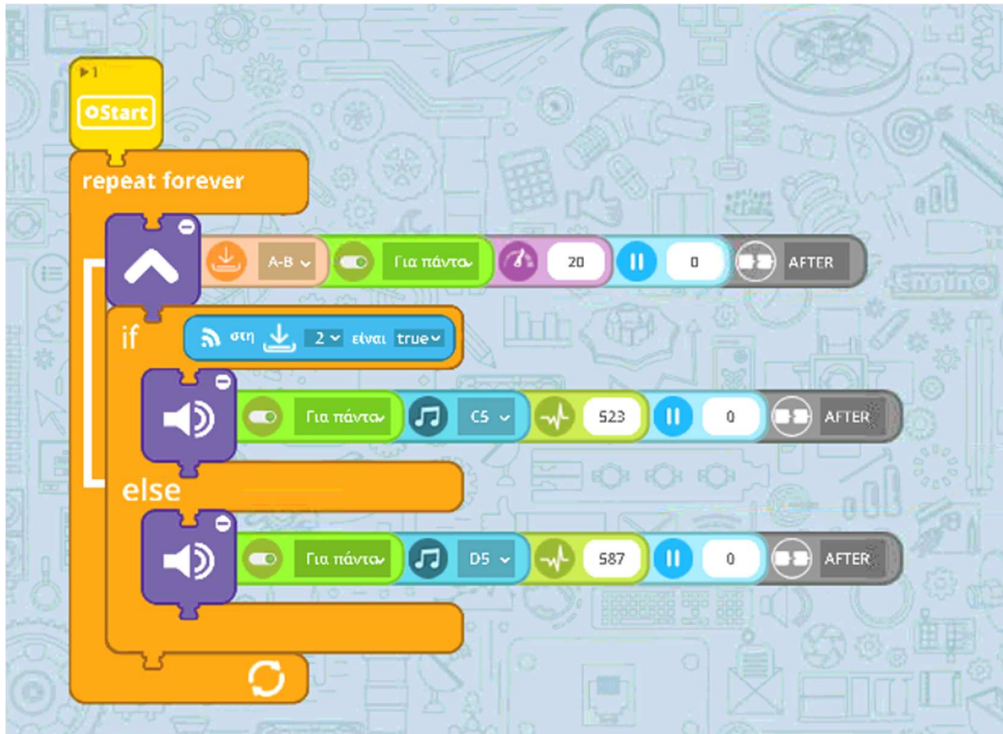 1
Start
repeat forever
A-B Για πάντα 20 0 AFTER
if στη 2 είναι true
Για πάντα C5 523 0 AFTER
else
Για πάντα D5 587 0 AFTER
engino